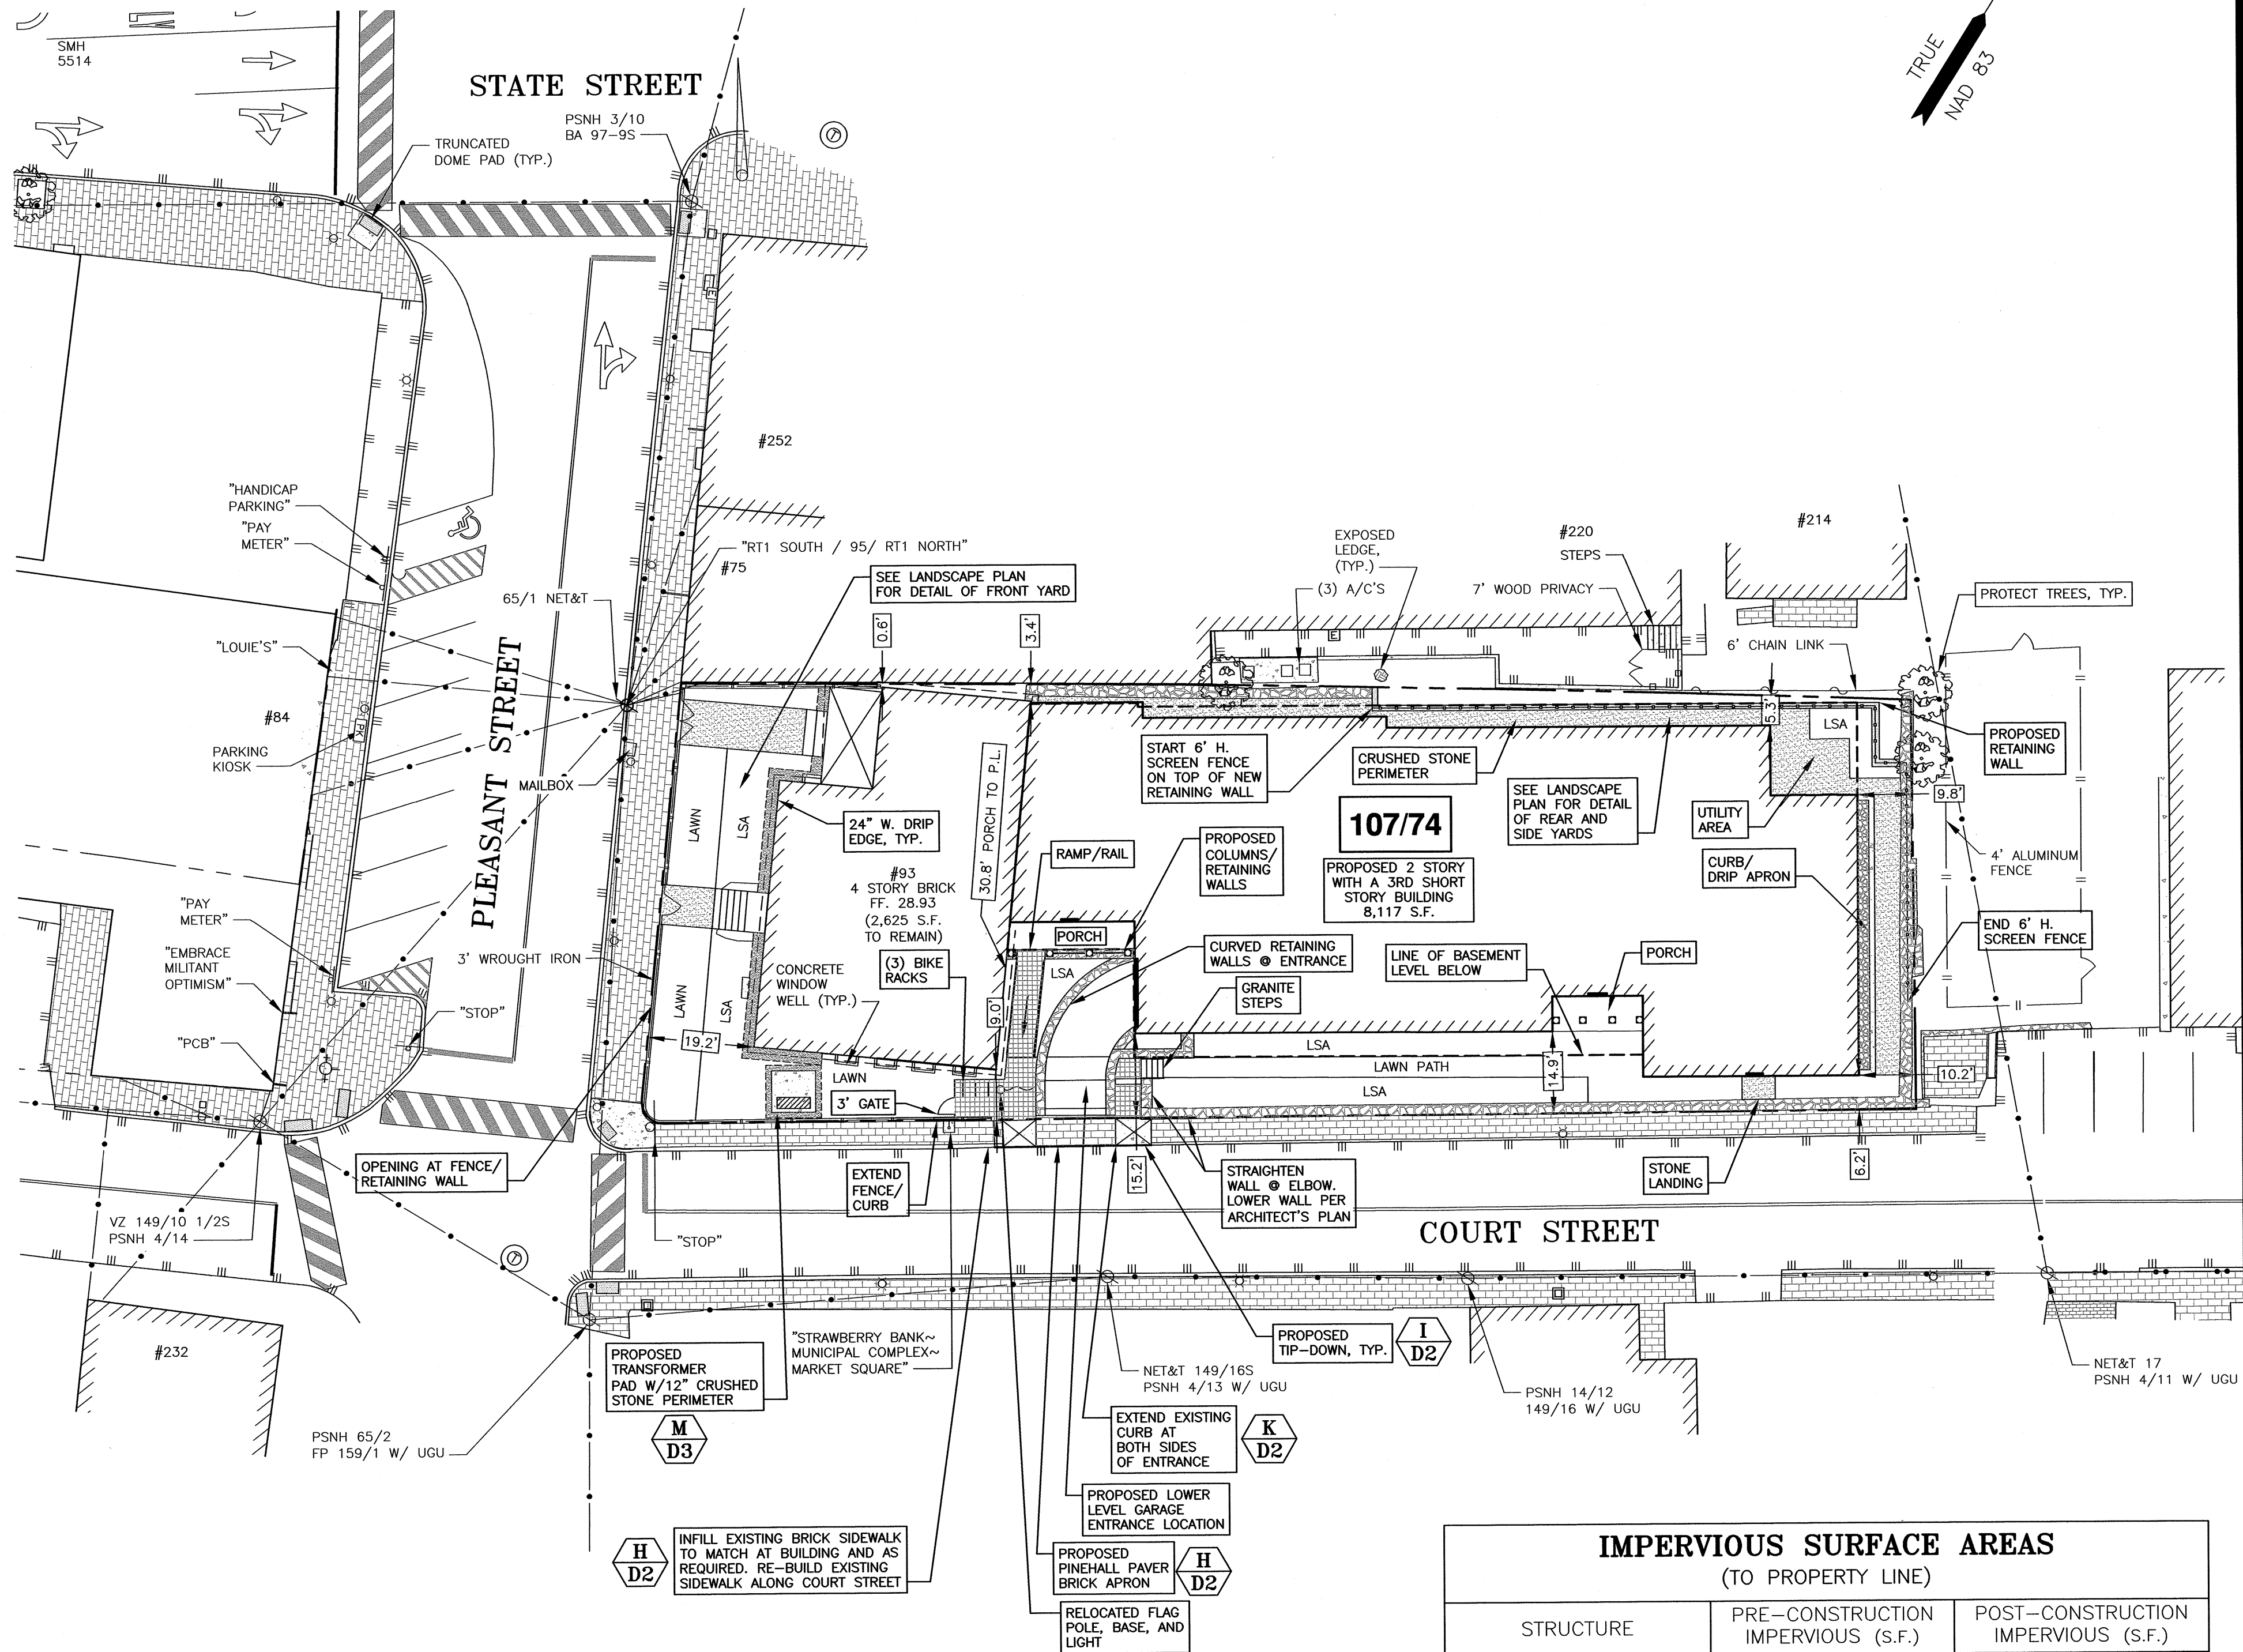 SMH
5514
STATE STREET
PSNH 3/10
BA 97-9S
TRUNCATED
DOME PAD (TYP.)
TRUE
NAD 83
#252
"HANDICAP
PARKING"
"PAY
METER"
"RT1 SOUTH / 95/ RT1 NORTH"
#75
65/1 NET&T
SEE LANDSCAPE PLAN
FOR DETAIL OF FRONT YARD
0.6'
3.4'
EXPOSED
LEDGE,
(TYP.)
(3) A/C'S
#220
STEPS
7' WOOD PRIVACY
#214
PROTECT TREES, TYP.
6' CHAIN LINK
"LOUIE'S"
#84
PARKING
KIOSK
PK
PLEASANT STREET
MAILBOX
E
E
LAWN
LSA
24" W. DRIP
EDGE, TYP.
#93
4 STORY BRICK
FF. 28.93
(2,625 S.F.
TO REMAIN)
30.8' PORCH TO P.L.
START 6' H.
SCREEN FENCE
ON TOP OF NEW
RETAINING WALL
CRUSHED STONE
PERIMETER
SEE LANDSCAPE
PLAN FOR DETAIL
OF REAR AND
SIDE YARDS
5.3'
LSA
PROPOSED
RETAINING
WALL
UTILITY
AREA
9.8'
107/74
PROPOSED 2 STORY
WITH A 3RD SHORT
STORY BUILDING
8,117 S.F.
RAMP/RAIL
PROPOSED
COLUMNS/
RETAINING
WALLS
CURB/
DRIP APRON
4' ALUMINUM
FENCE
"PAY
METER"
"EMBRACE
MILITANT
OPTIMISM"
3' WROUGHT IRON
PORCH
LSA
(3) BIKE
RACKS
CURVED RETAINING
WALLS @ ENTRANCE
LINE OF BASEMENT
LEVEL BELOW
PORCH
END 6' H.
SCREEN FENCE
CONCRETE
WINDOW
WELL (TYP.)
GRANITE
STEPS
"STOP"
"PCB"
LAWN
LSA
19.2'
9.0'
LAWN
3' GATE
LSA
LAWN PATH
LSA
14.9'
10.2'
OPENING AT FENCE/
RETAINING WALL
EXTEND
FENCE/
CURB
15.2'
STRAIGHTEN
WALL @ ELBOW.
LOWER WALL PER
ARCHITECT'S PLAN
STONE
LANDING
6.2'
VZ 149/10 1/2S
PSNH 4/14
"STOP"
COURT STREET
#232
PROPOSED
TRANSFORMER
PAD W/12" CRUSHED
STONE PERIMETER
M
D3
"STRAWBERRY BANK~
MUNICIPAL COMPLEX~
MARKET SQUARE"
NET&T 149/16S
PSNH 4/13 W/ UGU
PROPOSED
TIP-DOWN, TYP.
I
D2
PSNH 14/12
149/16 W/ UGU
NET&T 17
PSNH 4/11 W/ UGU
PSNH 65/2
FP 159/1 W/ UGU
EXTEND EXISTING
CURB AT
BOTH SIDES
OF ENTRANCE
K
D2
PROPOSED LOWER
LEVEL GARAGE
ENTRANCE LOCATION
H
D2
INFILL EXISTING BRICK SIDEWALK
TO MATCH AT BUILDING AND AS
REQUIRED. RE-BUILD EXISTING
SIDEWALK ALONG COURT STREET
PROPOSED
PINEHALL PAVER
BRICK APRON
H
D2
RELOCATED FLAG
POLE, BASE, AND
LIGHT
IMPERVIOUS SURFACE AREAS
(TO PROPERTY LINE)
STRUCTURE
PRE-CONSTRUCTION
IMPERVIOUS (S.F.)
POST-CONSTRUCTION
IMPERVIOUS (S.F.)